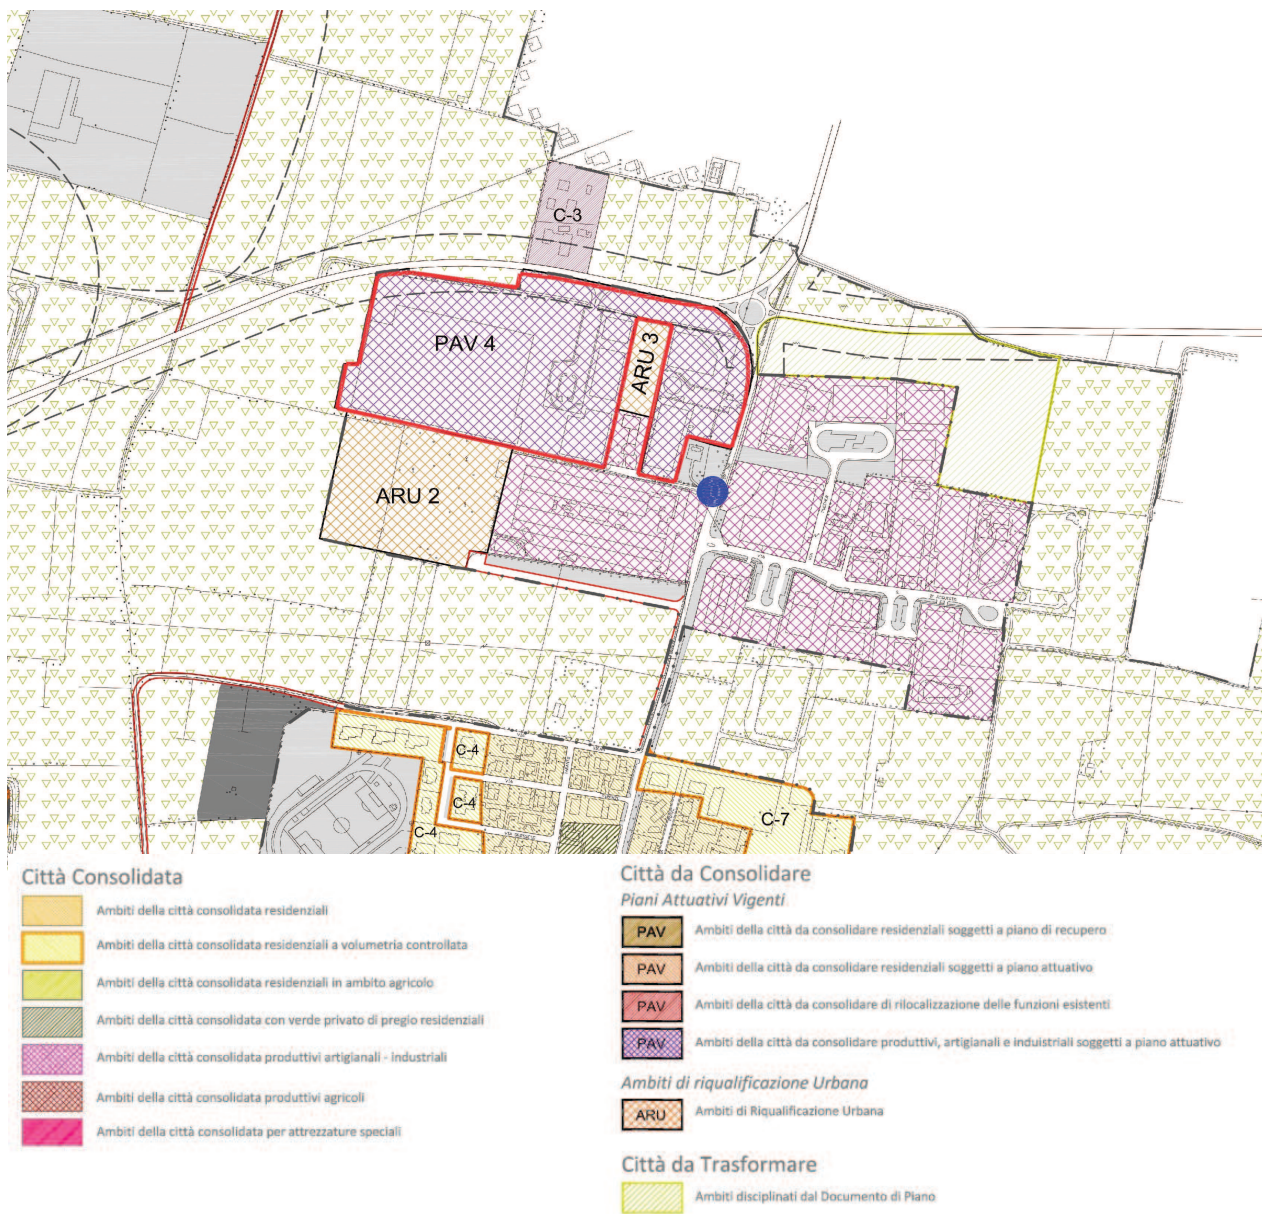 C-3
PAV 4
ARU 3
ARU 2
C-4
C-4
C-4
C-7
Città Consolidata
Ambiti della città consolidata residenziali
Ambiti della città consolidata residenziali a volumetria controllata
Ambiti della città consolidata residenziali in ambito agricolo
Ambiti della città consolidata con verde privato di pregio residenziali
Ambiti della città consolidata produttivi artigianali - industriali
Ambiti della città consolidata produttivi agricoli
Ambiti della città consolidata per attrezzature speciali
Città da Consolidare
Piani Attuativi Vigenti
PAV Ambiti della città da consolidare residenziali soggetti a piano di recupero
PAV Ambiti della città da consolidare residenziali soggetti a piano attuativo
PAV Ambiti della città da consolidare di rilocalizzazione delle funzioni esistenti
PAV Ambiti della città da consolidare produttivi, artigianali e induistriali soggetti a piano attuativo
Ambiti di riqualificazione Urbana
ARU Ambiti di Riqualificazione Urbana
Città da Trasformare
Ambiti disciplinati dal Documento di Piano